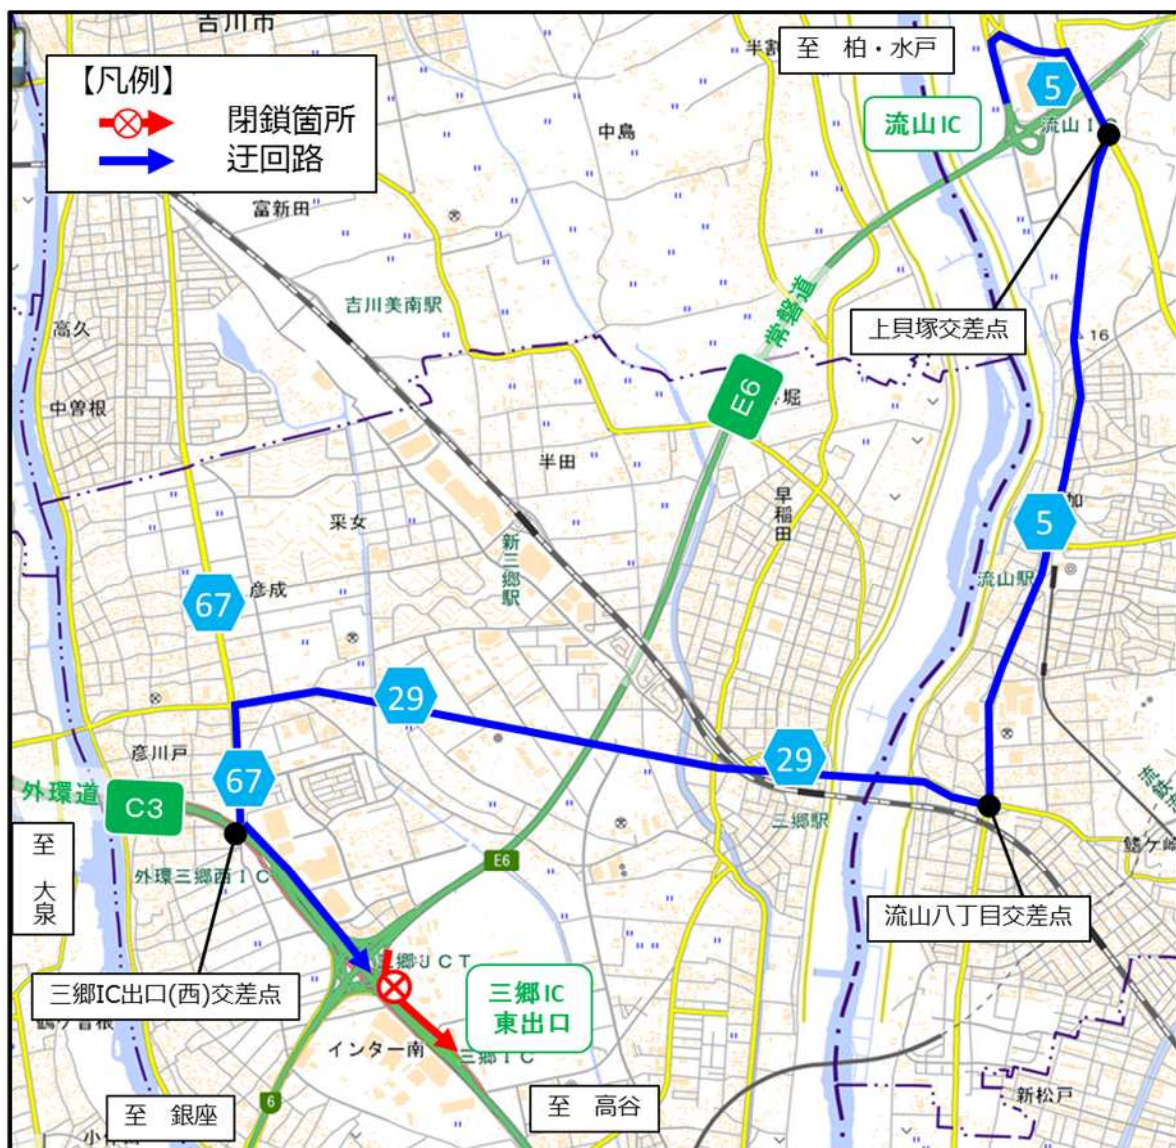 吉川市
【凡例】
閉鎖箇所
迂回路
至 柏・水戸
半割
中島
5
流山IC
流山IC
富新田
吉川美南駅
常磐道
上貝塚交差点
高久
16
中曽根
E6
堀
半田
早稲田
采女
新三郷駅
加
5
流山駅
67
彦成
29
彦川戸
67
29
外環道
C3
三郷駅
流鉄
鰭ケ崎
至 大泉
外環三郷西IC
E6
流山八丁目交差点
三郷JCT
三郷IC出口(西)交差点
三郷IC
東出口
鶴ケ曽根
インター南
三郷IC
至 銀座
6
至 高谷
新松戸